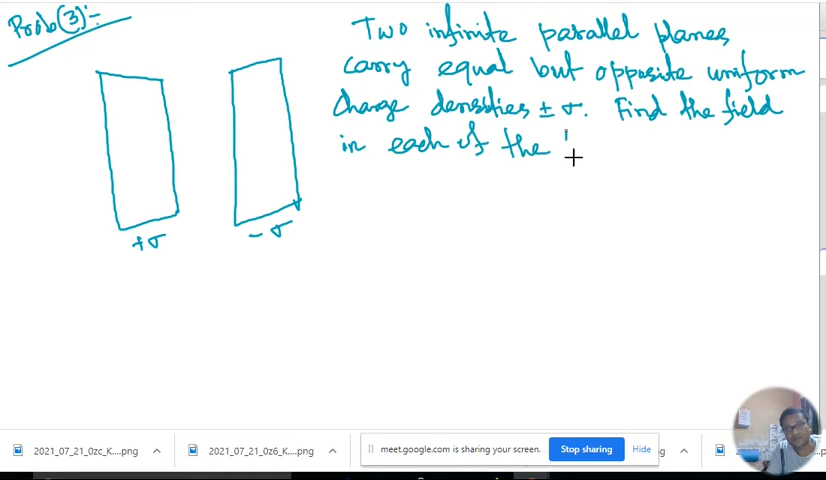 Prob(3):-
Two infinite parallel planes
carry equal but opposite uniform
charge densities ± σ. Find the field
in each of the
+σ
- σ
2021_07_21_0zc_K....png
2021_07_21_0z6_K....png
meet.google.com is sharing your screen.
Stop sharing
Hide